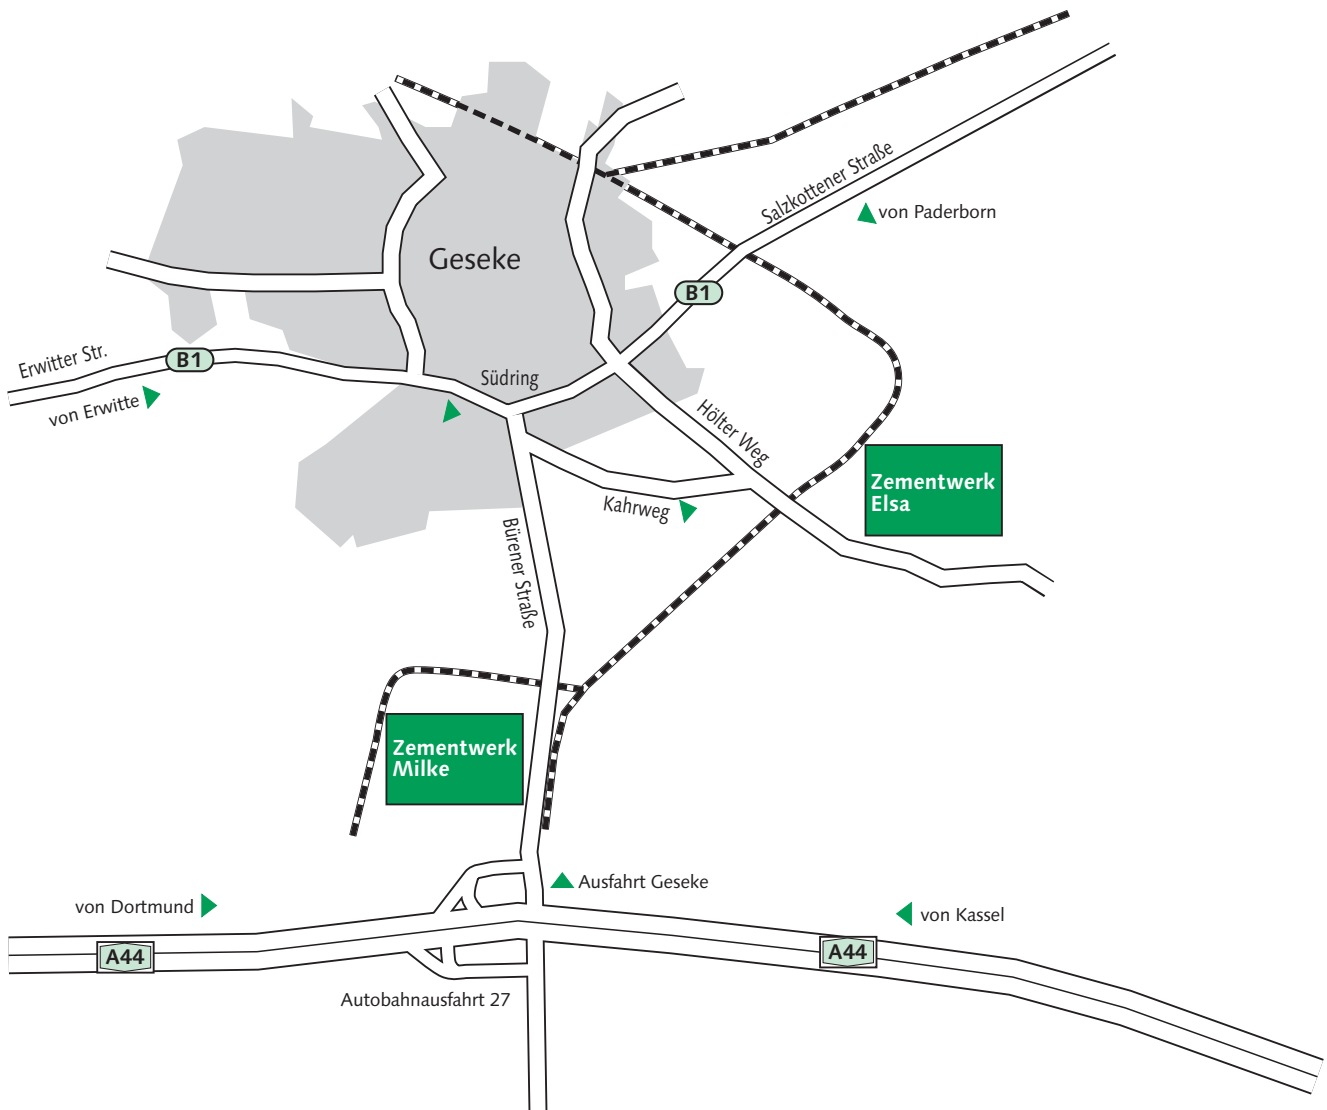 Salzkottener Straße
von Paderborn
Geseke
B1
Erwitter Str.
B1
von Erwitte
Südring
Hölter Weg
Zementwerk
Elsa
Kahrweg
Bürener Straße
Zementwerk
Milke
Ausfahrt Geseke
von Dortmund
von Kassel
A44
A44
Autobahnausfahrt 27